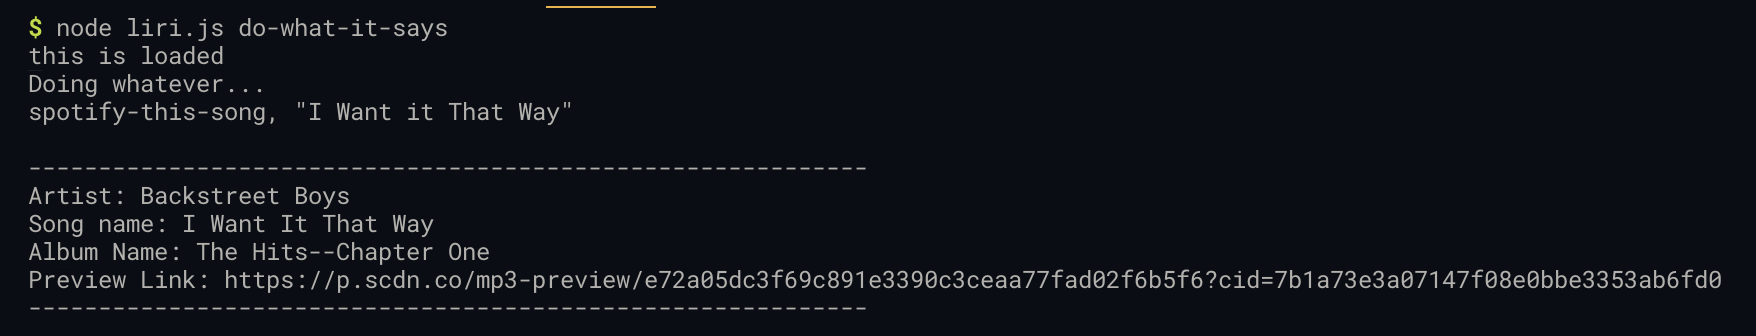 $ node liri.js do-what-it-says
this is loaded
Doing whatever...
spotify-this-song, "I Want it That Way"
------------------------------------------------------------
Artist: Backstreet Boys
Song name: I Want It That Way
Album Name: The Hits--Chapter One
Preview Link: https://p.scdn.co/mp3-preview/e72a05dc3f69c891e3390c3ceaa77fad02f6b5f6?cid=7b1a73e3a07147f08e0bbe3353ab6fd0
------------------------------------------------------------